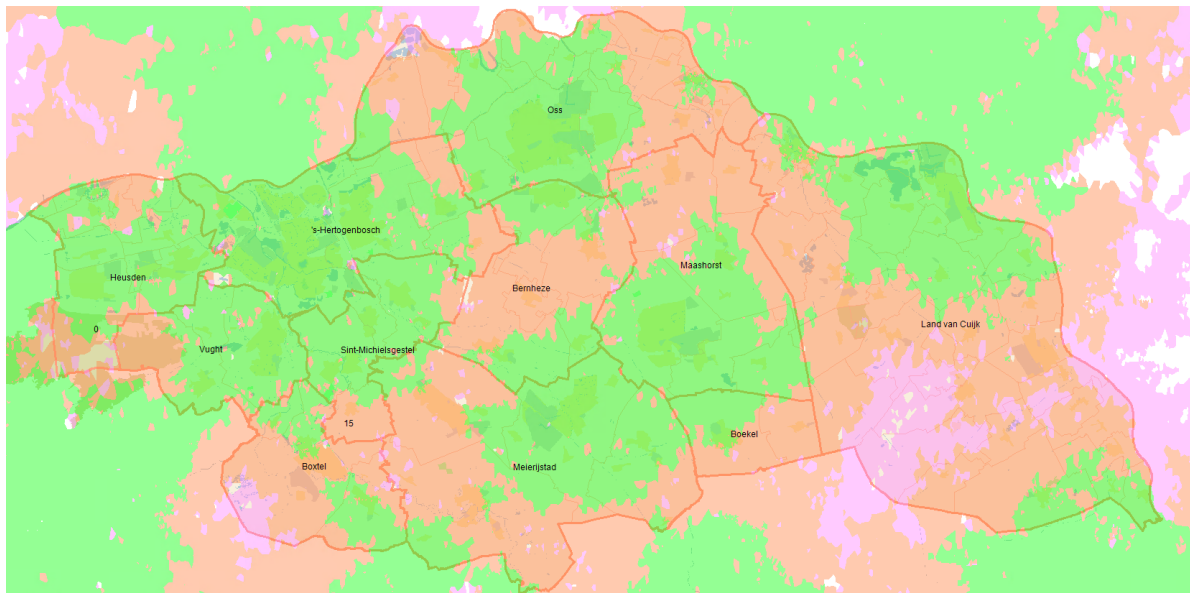 Oss
's-Hertogenbosch
Maashorst
Heusden
Bernheze
Land van Cuijk
0
Vught
Sint-Michielsgestel
15
Boekel
Boxtel
Meierijstad